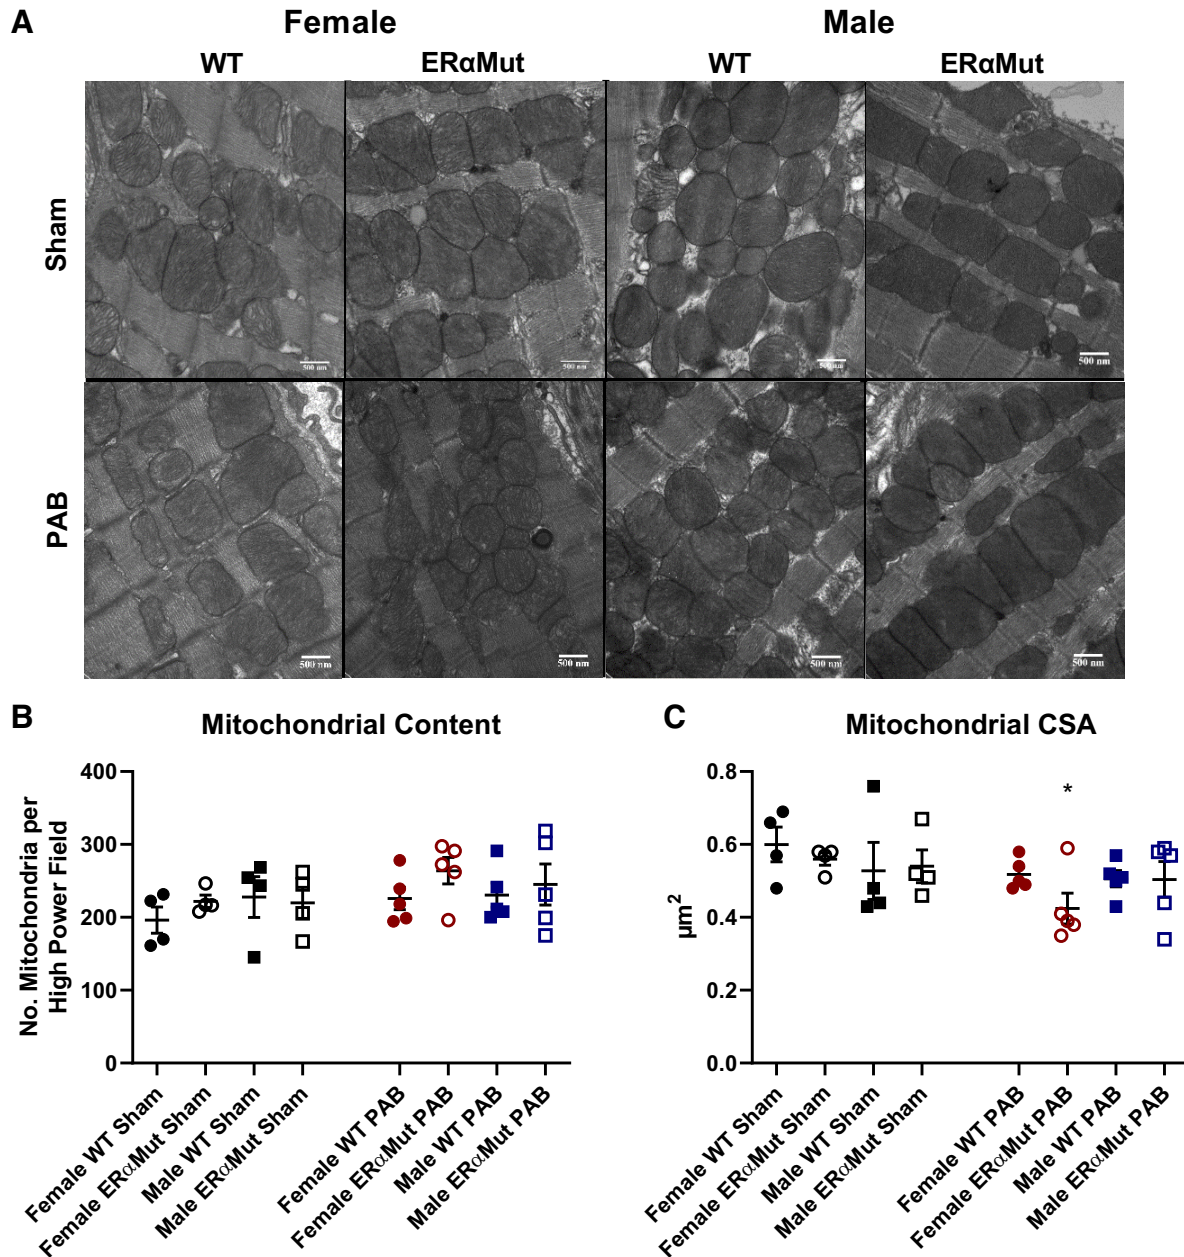 A
Female
Male
WT
ERαMut
WT
ERαMut
Sham
500 nm
500 nm
500 nm
500 nm
PAB
500 nm
500 nm
500 nm
500 nm
B
Mitochondrial Content
No. Mitochondria per
High Power Field
400
300
200
100
0
Female WT Sham
Female ERαMut Sham
Male WT Sham
Male ERαMut Sham
Female WT PAB
Female ERαMut PAB
Male WT PAB
Male ERαMut PAB
C
Mitochondrial CSA
µm²
0.8
0.6
0.4
0.2
0.0
*
Female WT Sham
Female ERαMut Sham
Male WT Sham
Male ERαMut Sham
Female WT PAB
Female ERαMut PAB
Male WT PAB
Male ERαMut PAB